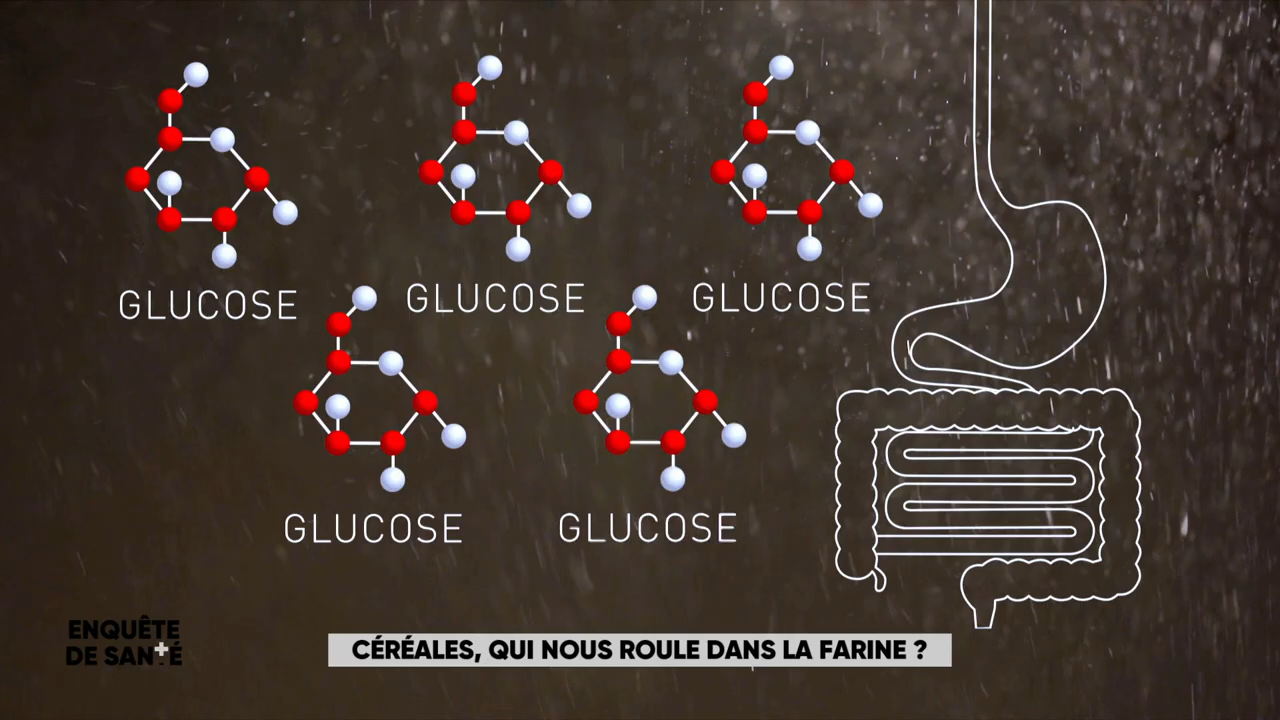 GLUCOSE
GLUCOSE
GLUCOSE
GLUCOSE
GLUCOSE
ENQUÊTE
DE SANTÉ
CÉRÉALES, QUI NOUS ROULE DANS LA FARINE ?